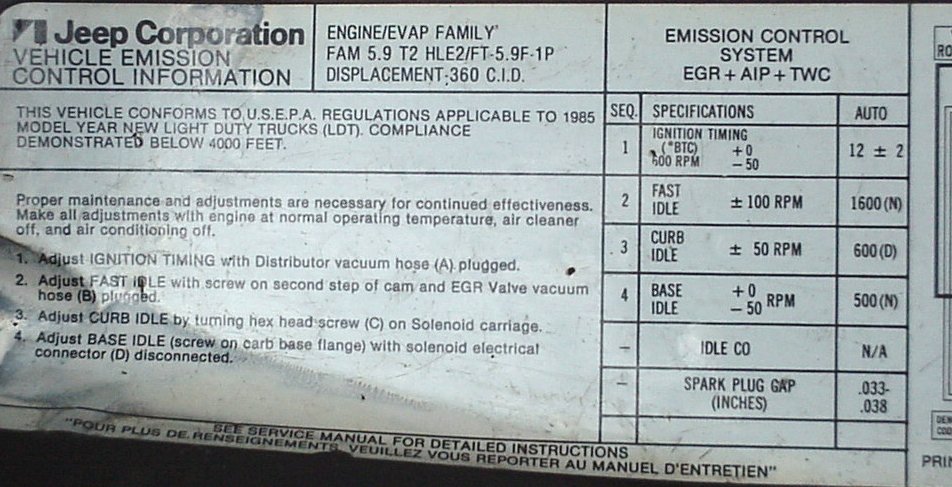 Jeep Corporation
VEHICLE EMISSION
CONTROL INFORMATION
ENGINE/EVAP FAMILY'
FAM 5.9 T2 HLE2/FT-5.9F-1P
DISPLACEMENT:360 C.I.D.
EMISSION CONTROL
SYSTEM
EGR + AIP + TWC
THIS VEHICLE CONFORMS TO U.S.E.P.A. REGULATIONS APPLICABLE TO 1985
MODEL YEAR NEW LIGHT DUTY TRUCKS (LDT). COMPLIANCE
DEMONSTRATED BELOW 4000 FEET.
Proper maintenance and adjustments are necessary for continued effectiveness.
Make all adjustments with engine at normal operating temperature, air cleaner
off, and air conditioning off.
1. Adjust IGNITION TIMING with Distributor vacuum hose (A) plugged.
2. Adjust FAST IDLE with screw on second step of cam and EGR Valve vacuum
hose (B) plugged.
3. Adjust CURB IDLE by turning hex head screw (C) on Solenoid carriage.
4. Adjust BASE IDLE (screw on carb base flange) with solenoid electrical
connector (D) disconnected.
SEQ. SPECIFICATIONS AUTO
IGNITION TIMING
1 (°BTC) +0 12 ± 2
600 RPM -50
2 FAST IDLE ± 100 RPM 1600 (N)
3 CURB IDLE ± 50 RPM 600 (D)
4 BASE IDLE +0 -50 RPM 500 (N)
- IDLE CO N/A
- SPARK PLUG GAP .033-
(INCHES) .038
SEE SERVICE MANUAL FOR DETAILED INSTRUCTIONS
"POUR PLUS DE RENSEIGNEMENTS, VEUILLEZ VOUS REPORTER AU MANUEL D'ENTRETIEN"